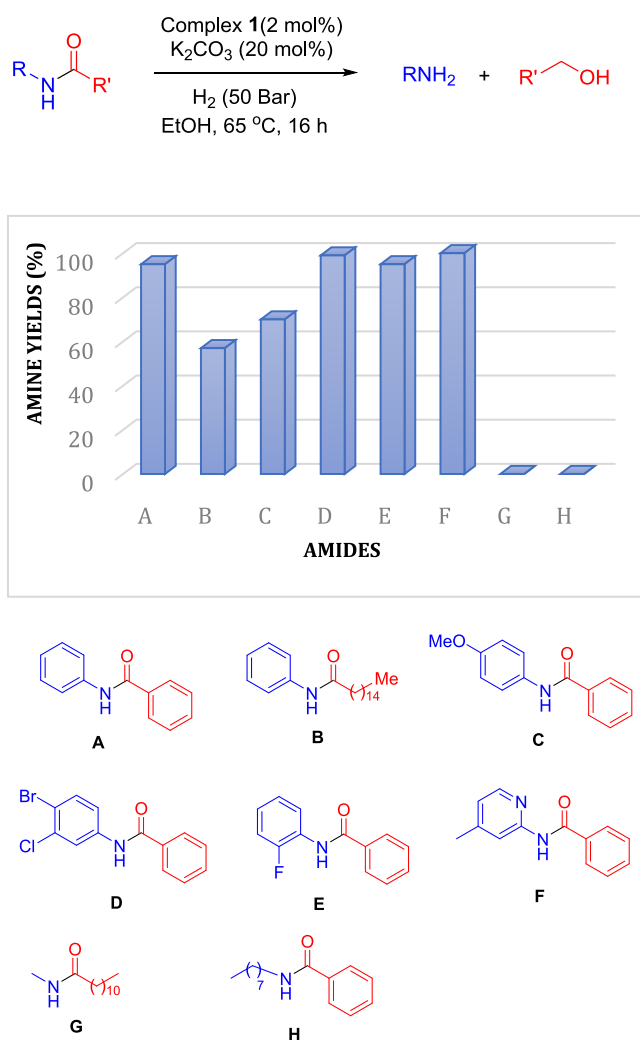 Complex 1(2 mol%)
K₂CO₃ (20 mol%)
R N H O R'
H₂ (50 Bar)
EtOH, 65 °C, 16 h
RNH₂ + R' OH
AMINE YIELDS (%)
100
80
60
40
20
0
A B C D E F G H
AMIDES
O N H
A
O N H ( )14 Me
B
MeO O N H
C
Br Cl O N H
D
O N H F
E
N O N H
F
O N H ( )10
G
( )7 O N H
H